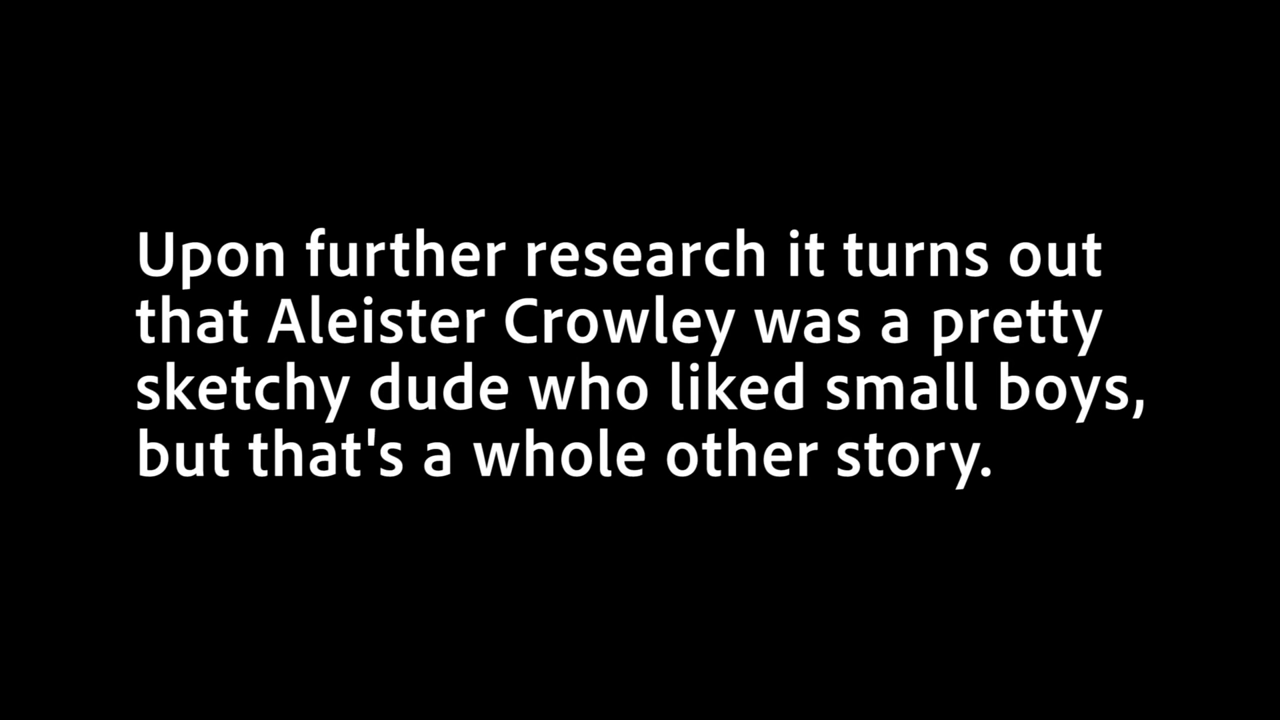 Upon further research it turns out
that Aleister Crowley was a pretty
sketchy dude who liked small boys,
but that's a whole other story.